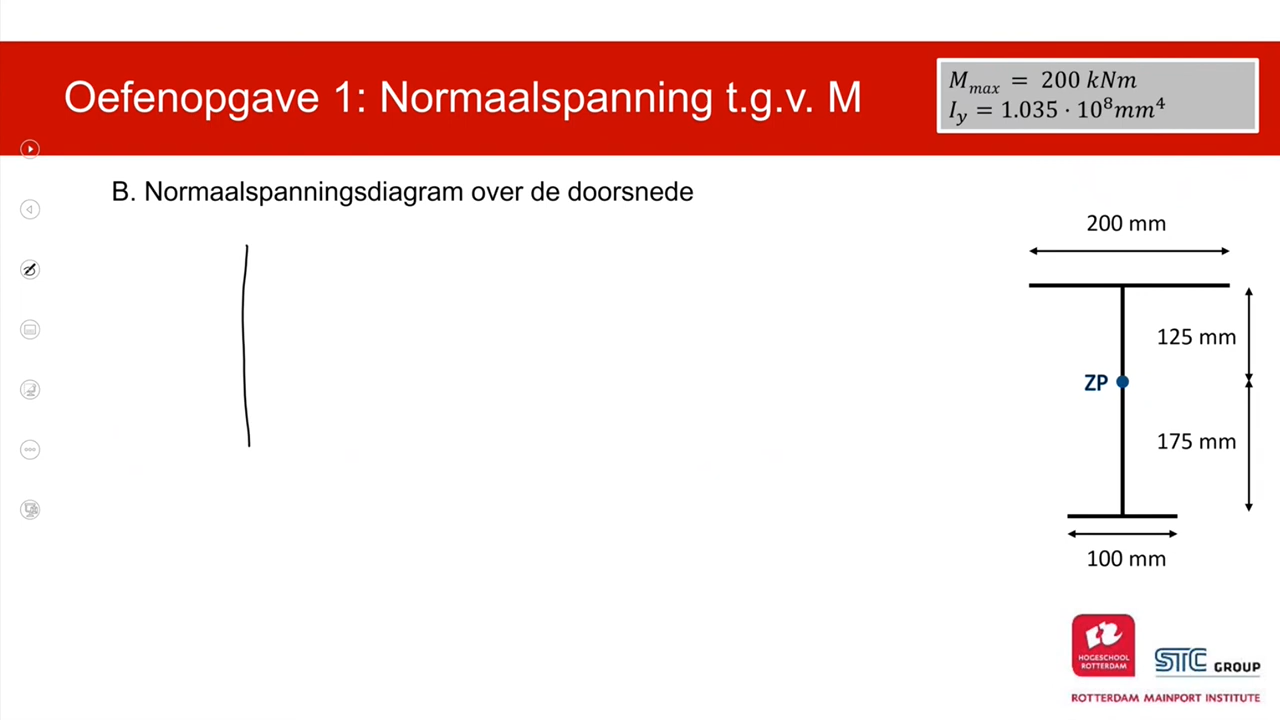 Oefenopgave 1: Normaalspanning t.g.v. M
M_max = 200 kNm
I_y = 1.035 · 10^8 mm^4
B. Normaalspanningsdiagram over de doorsnede
200 mm
125 mm
ZP
175 mm
100 mm
HOGESCHOOL
ROTTERDAM
STC GROUP
ROTTERDAM MAINPORT INSTITUTE